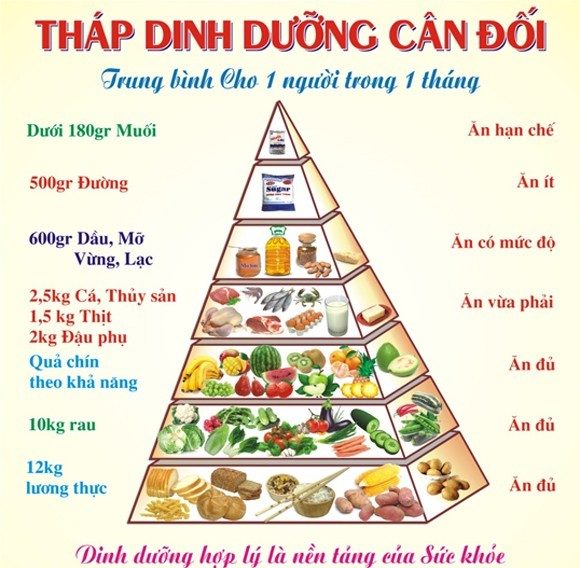 THÁP DINH DƯỠNG CÂN ĐỐI
Trung bình Cho 1 người trong 1 tháng
Dưới 180gr Muối
Ăn hạn chế
500gr Đường
Sugar
Ăn ít
600gr Dầu, Mỡ
Vừng, Lạc
Ăn có mức độ
2,5kg Cá, Thủy sản
1,5 kg Thịt
2kg Đậu phụ
Ăn vừa phải
Quả chín
theo khả năng
Ăn đủ
10kg rau
Ăn đủ
12kg
lương thực
Ăn đủ
Dinh dưỡng hợp lý là nền tảng của Sức khỏe